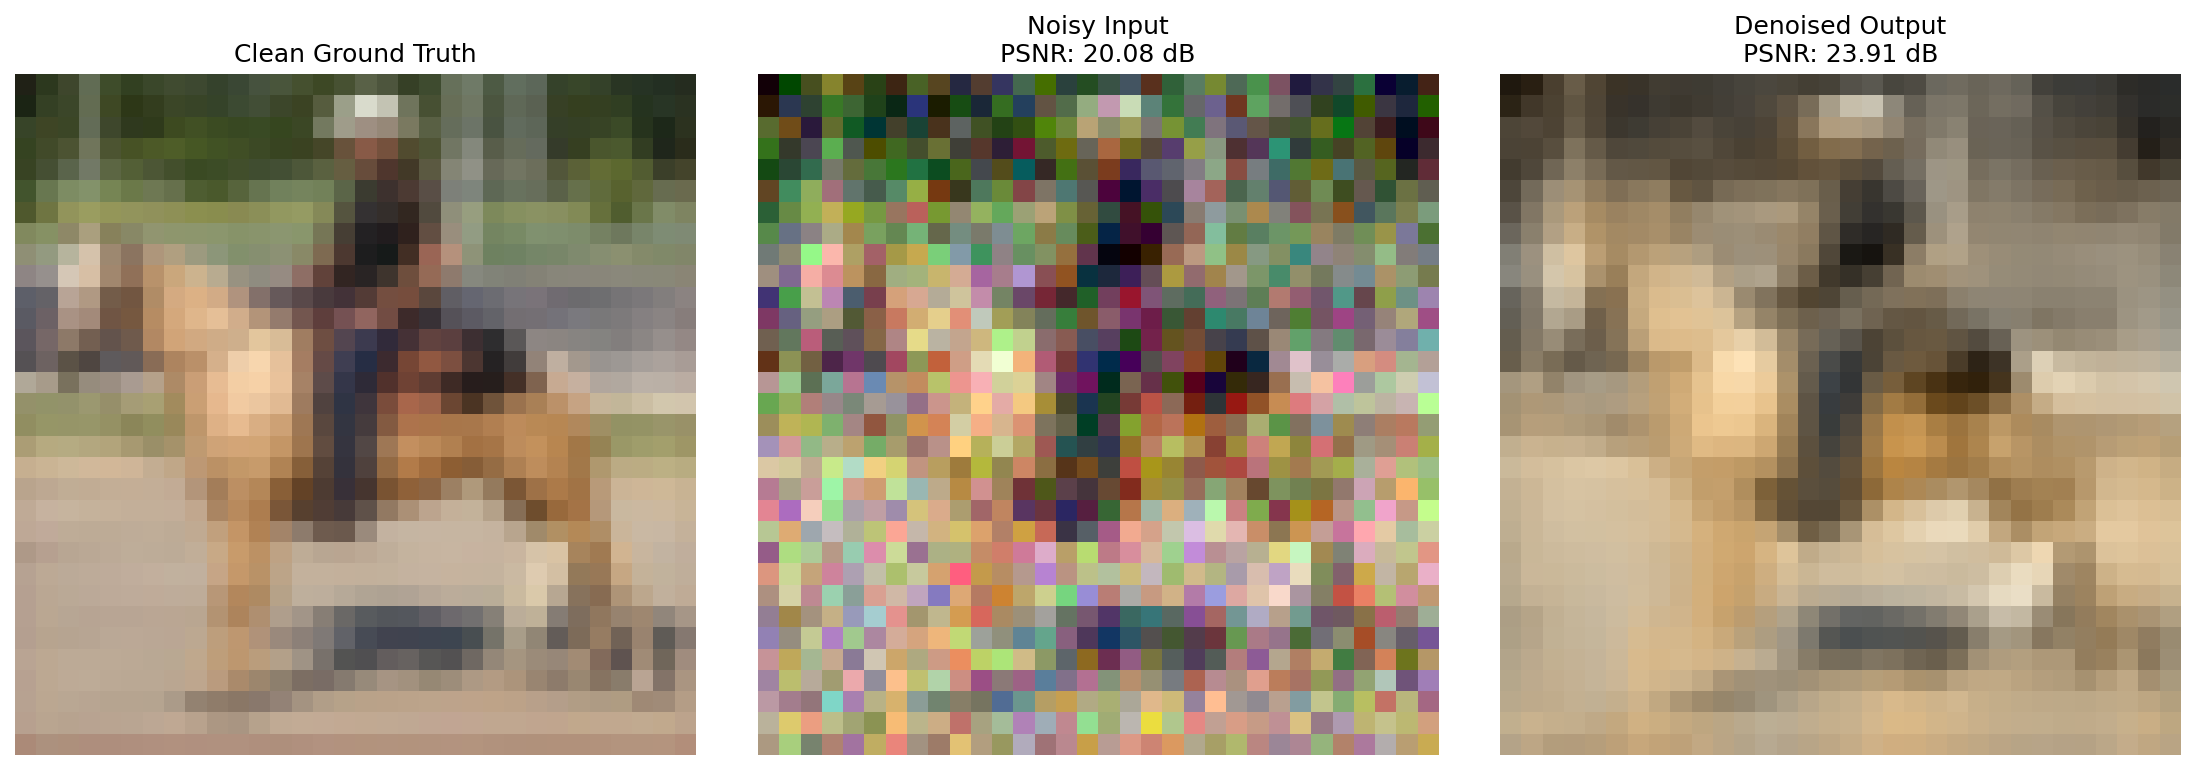 Clean Ground Truth
Noisy Input
PSNR: 20.08 dB
Denoised Output
PSNR: 23.91 dB